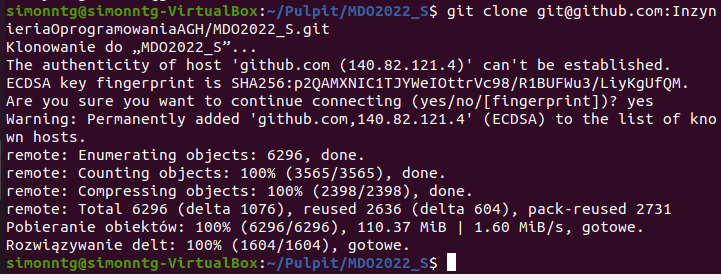 simonntg@simonntg-VirtualBox:~/Pulpit/MDO2022_S$ git clone git@github.com:Inzyn
ieriaOprogramowaniaAGH/MDO2022_S.git
Klonowanie do „MDO2022_S”...
The authenticity of host 'github.com (140.82.121.4)' can't be established.
ECDSA key fingerprint is SHA256:p2QAMXNIC1TJYWeIOttrVc98/R1BUFWu3/LiyKgUfQM.
Are you sure you want to continue connecting (yes/no/[fingerprint])? yes
Warning: Permanently added 'github.com,140.82.121.4' (ECDSA) to the list of kno
wn hosts.
remote: Enumerating objects: 6296, done.
remote: Counting objects: 100% (3565/3565), done.
remote: Compressing objects: 100% (2398/2398), done.
remote: Total 6296 (delta 1076), reused 2636 (delta 604), pack-reused 2731
Pobieranie obiektów: 100% (6296/6296), 110.37 MiB | 1.60 MiB/s, gotowe.
Rozwiązywanie delt: 100% (1604/1604), gotowe.
simonntg@simonntg-VirtualBox:~/Pulpit/MDO2022_S$